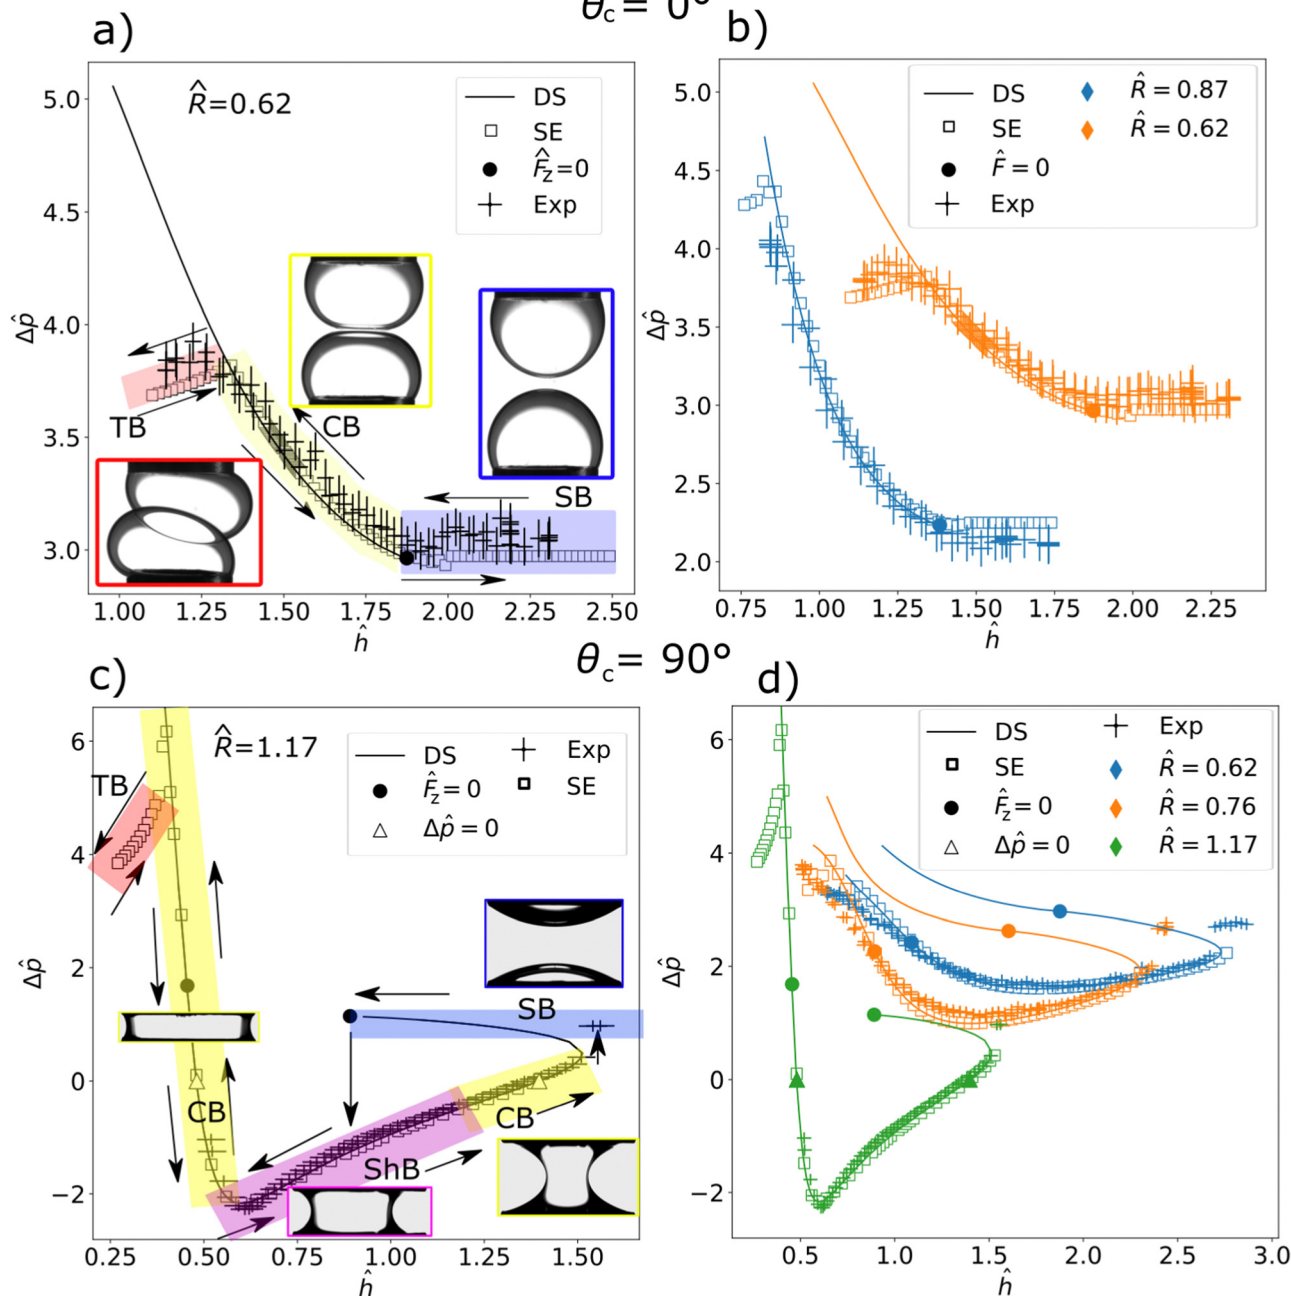 θc = 0°
a)
R̂=0.62
DS
SE
F̂z=0
Exp
TB
CB
SB
5.0
4.5
4.0
3.5
3.0
Δp̂
1.00 1.25 1.50 1.75 2.00 2.25 2.50
ĥ
b)
DS
SE
F̂ = 0
Exp
R̂ = 0.87
R̂ = 0.62
5.0
4.5
4.0
3.5
3.0
2.5
2.0
Δp̂
0.75 1.00 1.25 1.50 1.75 2.00 2.25
ĥ
θc = 90°
c)
R̂=1.17
DS
F̂z=0
Δp̂ = 0
Exp
SE
TB
SB
CB
CB
ShB
6
4
2
0
−2
Δp̂
0.25 0.50 0.75 1.00 1.25 1.50
ĥ
d)
DS
SE
F̂z=0
Δp̂ = 0
Exp
R̂ = 0.62
R̂ = 0.76
R̂ = 1.17
6
4
2
0
−2
Δp̂
0.5 1.0 1.5 2.0 2.5 3.0
ĥ